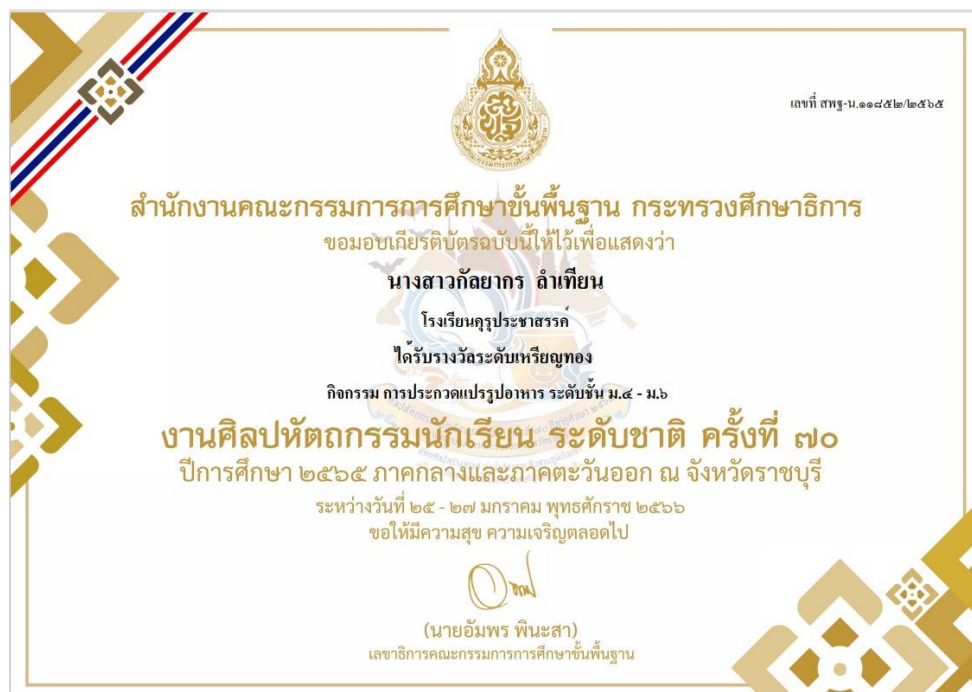 เลขที่ สพฐ-น.๑๑๘๕๒/๒๕๖๕
สำนักงานคณะกรรมการการศึกษาขั้นพื้นฐาน กระทรวงศึกษาธิการ
ขอมอบเกียรติบัตรฉบับนี้ให้ไว้เพื่อแสดงว่า
นางสาวกัลยากร ลำเทียน
โรงเรียนคุรุประชาสรรค์
ได้รับรางวัลระดับเหรียญทอง
กิจกรรม การประกวดแปรรูปอาหาร ระดับชั้น ม.๔ - ม.๖
งานศิลปหัตถกรรมนักเรียน ระดับชาติ ครั้งที่ ๗๐
ปีการศึกษา ๒๕๖๕ ภาคกลางและภาคตะวันออก ณ จังหวัดราชบุรี
ระหว่างวันที่ ๒๕ - ๒๗ มกราคม พุทธศักราช ๒๕๖๖
ขอให้มีความสุข ความเจริญตลอดไป
(นายอัมพร พินะสา)
เลขาธิการคณะกรรมการการศึกษาขั้นพื้นฐาน